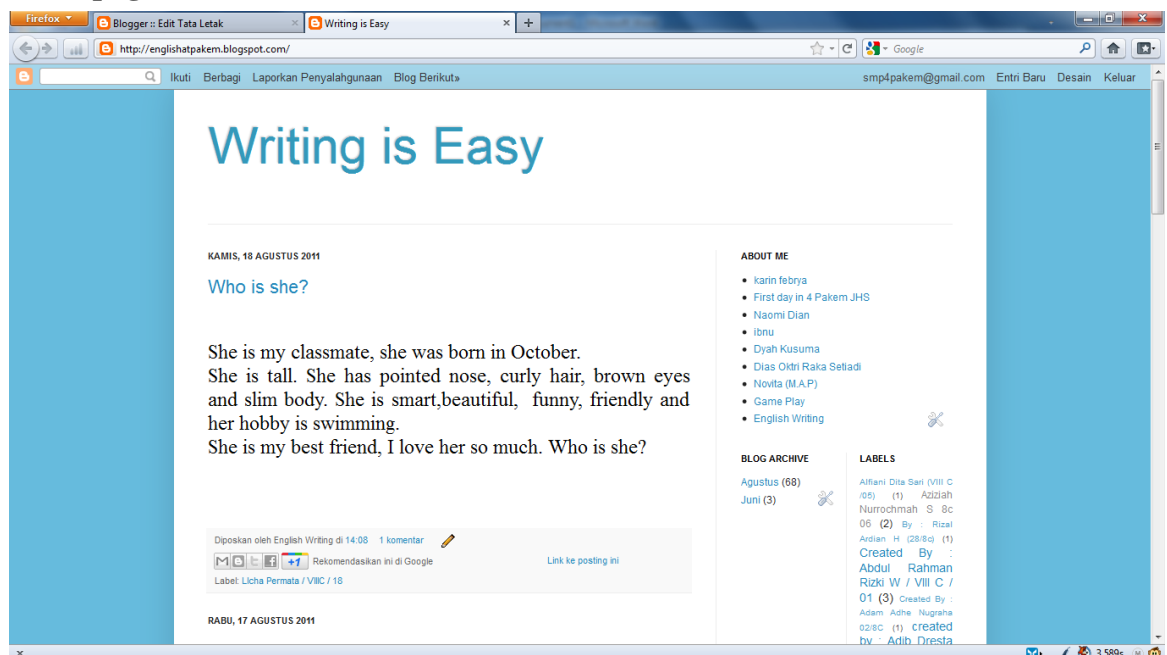 Firefox
Blogger :: Edit Tata Letak
Writing is Easy
http://englishatpakem.blogspot.com/
Google
Ikuti Berbagi Laporkan Penyalahgunaan Blog Berikut»
smp4pakem@gmail.com Entri Baru Desain Keluar
Writing is Easy
KAMIS, 18 AGUSTUS 2011
Who is she?
She is my classmate, she was born in October.
She is tall. She has pointed nose, curly hair, brown eyes
and slim body. She is smart,beautiful, funny, friendly and
her hobby is swimming.
She is my best friend, I love her so much. Who is she?
Diposkan oleh English Writing di 14:08 1 komentar
+1 Rekomendasikan ini di Google
Link ke posting ini
Label: Licha Permata / VIIIC / 18
RABU, 17 AGUSTUS 2011
ABOUT ME
karin febrya
First day in 4 Pakem JHS
Naomi Dian
ibnu
Dyah Kusuma
Dias Oktri Raka Setiadi
Novita (M.A.P)
Game Play
English Writing
BLOG ARCHIVE
Agustus (68)
Juni (3)
LABELS
Alfiani Dita Sari (VIII C
/05) (1) Aziziah
Nurrochmah S 8c
06 (2) By : Rizal
Ardian H (28/8c) (1)
Created By :
Abdul Rahman
Rizki W / VIII C /
01 (3) Created By :
Adam Adhe Nugraha
02/8C (1) created
by : Adib Dresta
3.589s